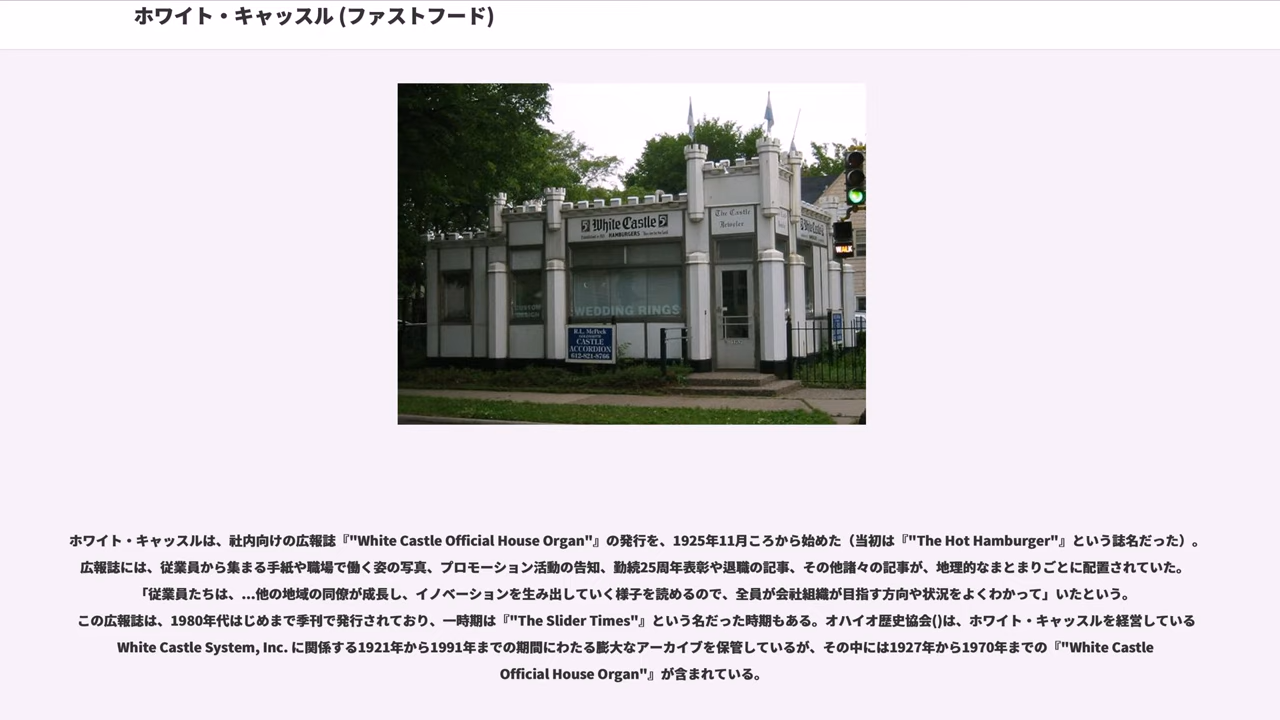 ホワイト・キャッスル (ファストフード)
White Castle
HAMBURGERS
The Castle
Jeweler
White Castle
WALK
CUSTOM
DESIGN
WEDDING RINGS
R.L. McPeck
CASTLE
ACCORDION
612-821-8766
ホワイト・キャッスルは、社内向けの広報誌『"White Castle Official House Organ"』の発行を、1925年11月ころから始めた（当初は『"The Hot Hamburger"』という誌名だった）。
広報誌には、従業員から集まる手紙や職場で働く姿の写真、プロモーション活動の告知、勤続25周年表彰や退職の記事、その他諸々の記事が、地理的なまとまりごとに配置されていた。
「従業員たちは、...他の地域の同僚が成長し、イノベーションを生み出していく様子を読めるので、全員が会社組織が目指す方向や状況をよくわかって」いたという。
この広報誌は、1980年代はじめまで季刊で発行されており、一時期は『"The Slider Times"』という名だった時期もある。オハイオ歴史協会()は、ホワイト・キャッスルを経営している
White Castle System, Inc. に関係する1921年から1991年までの期間にわたる膨大なアーカイブを保管しているが、その中には1927年から1970年までの『"White Castle
Official House Organ"』が含まれている。